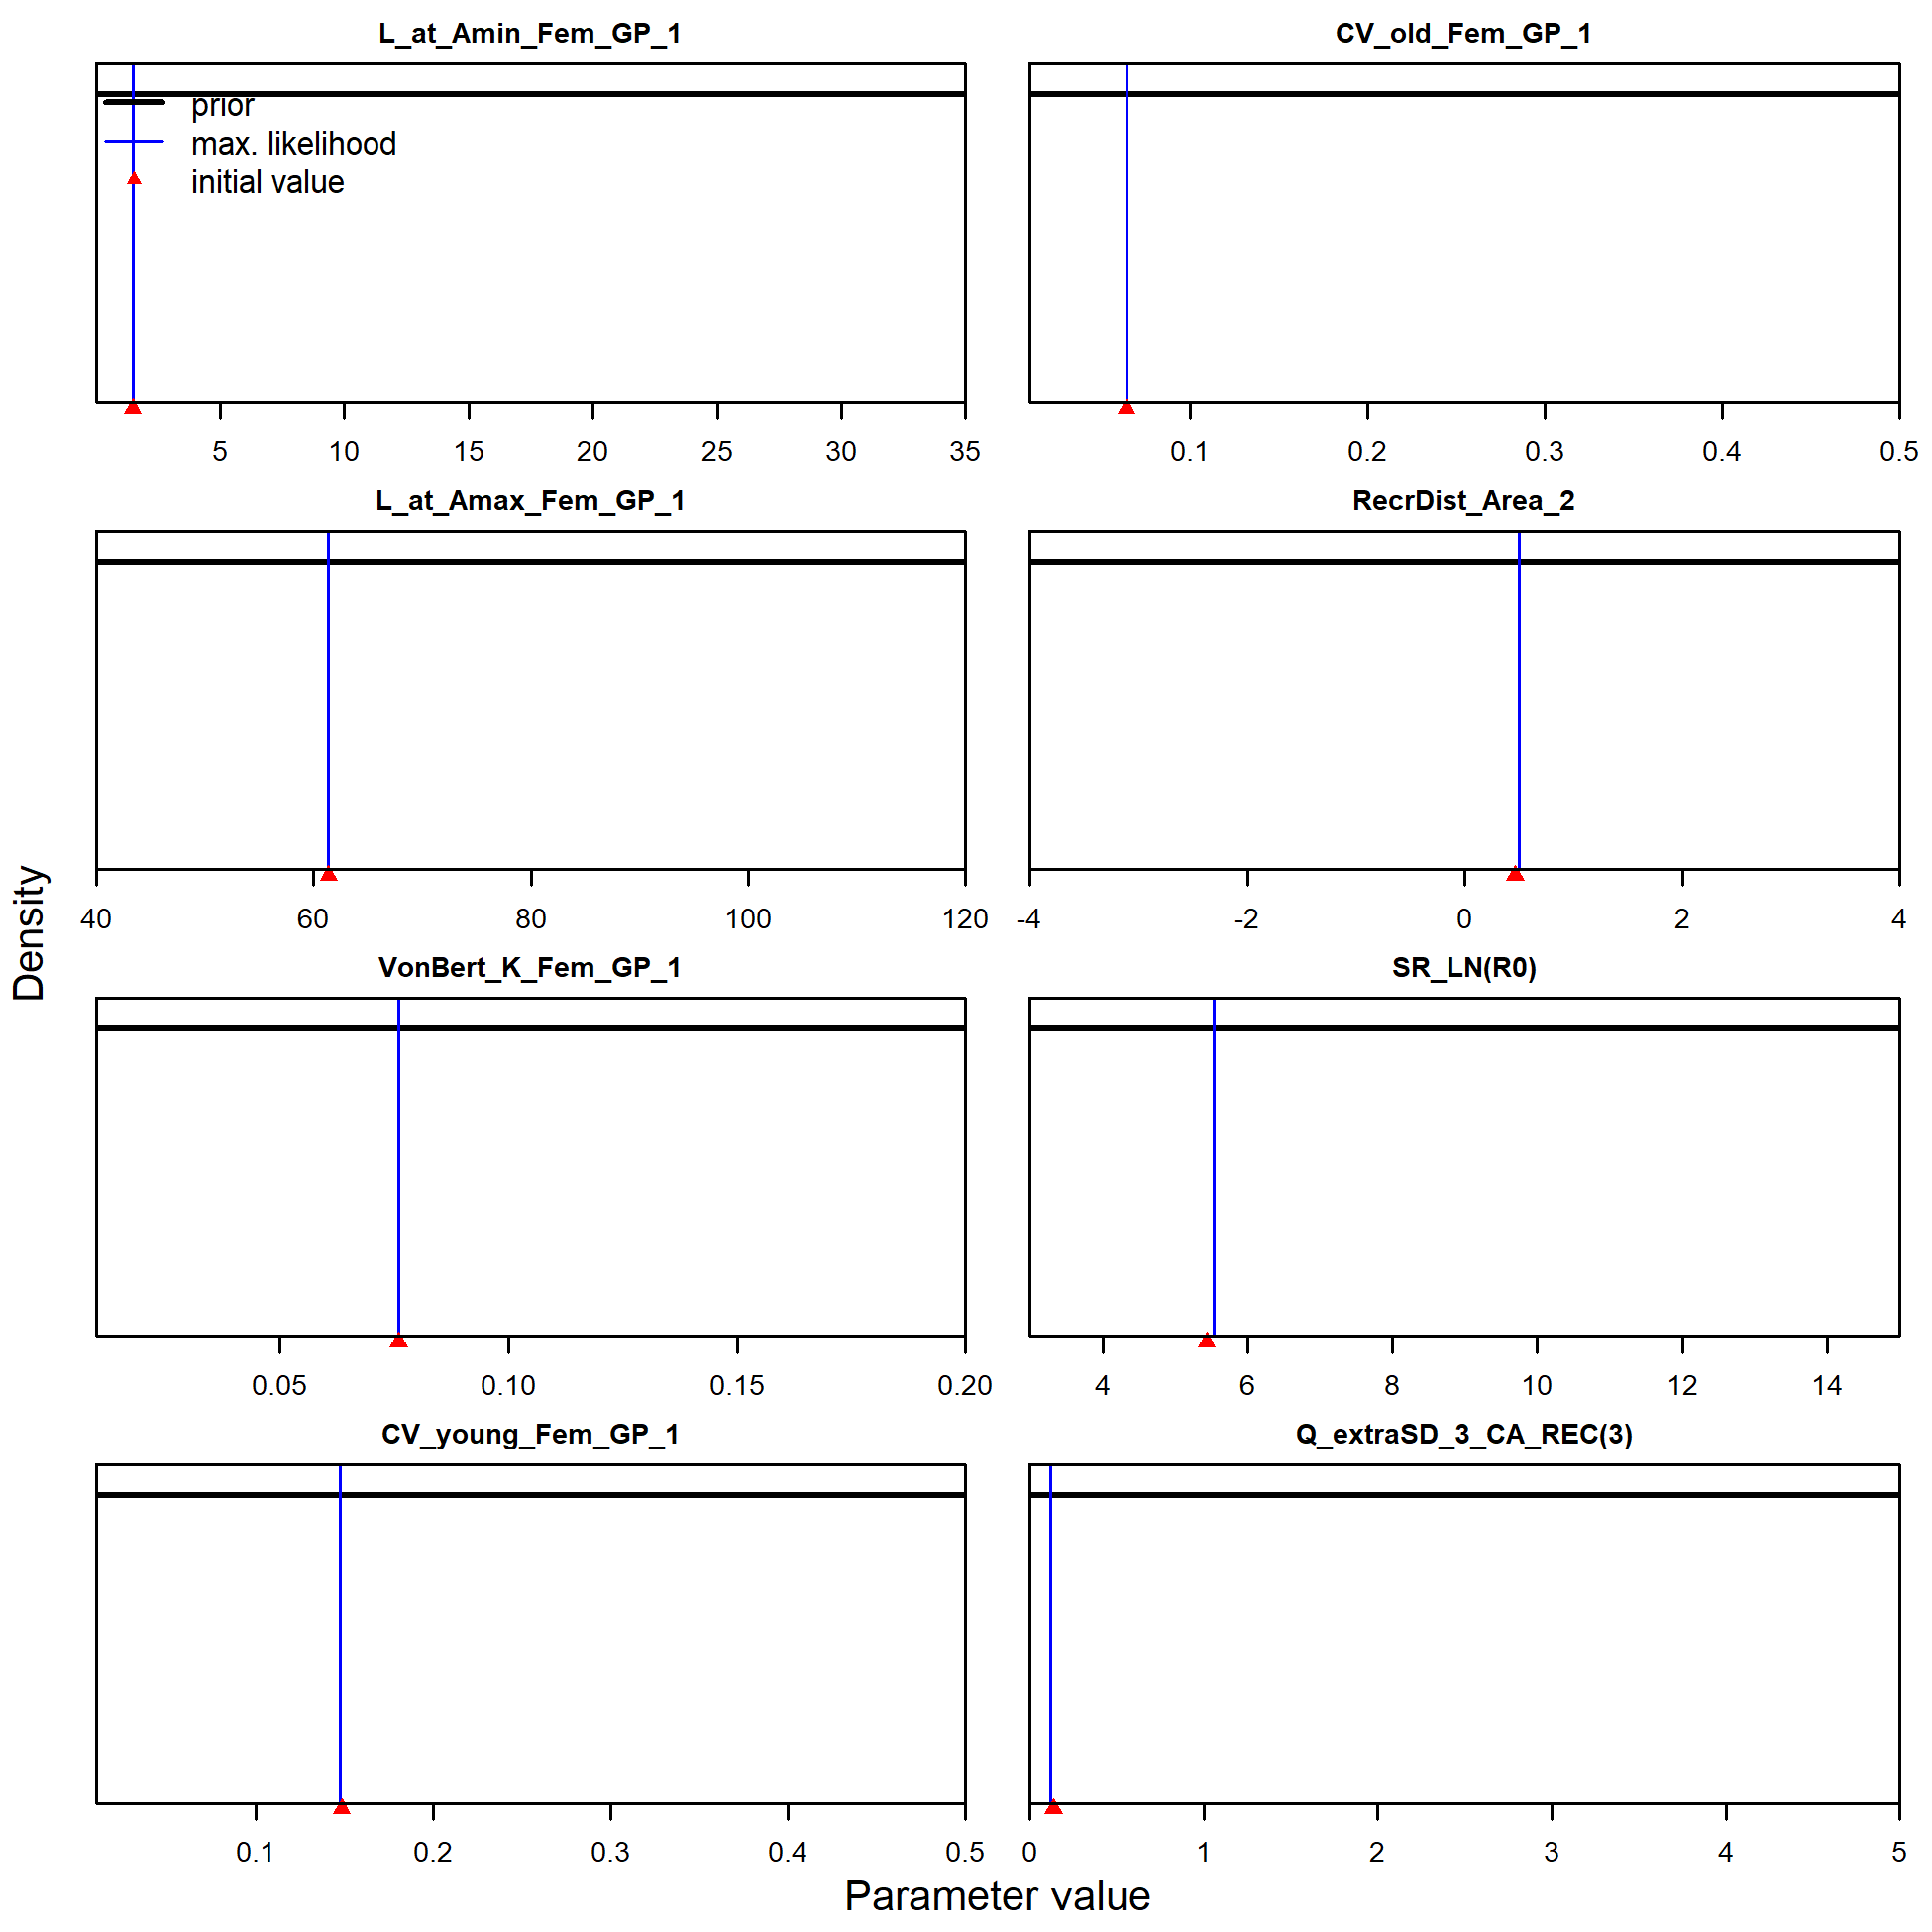 L_at_Amin_Fem_GP_1
prior
max. likelihood
initial value
5 10 15 20 25 30 35
CV_old_Fem_GP_1
0.1 0.2 0.3 0.4 0.5
L_at_Amax_Fem_GP_1
40 60 80 100 120
RecrDist_Area_2
-4 -2 0 2 4
VonBert_K_Fem_GP_1
0.05 0.10 0.15 0.20
SR_LN(R0)
4 6 8 10 12 14
CV_young_Fem_GP_1
0.1 0.2 0.3 0.4 0.5
Q_extraSD_3_CA_REC(3)
0 1 2 3 4 5
Density
Parameter value